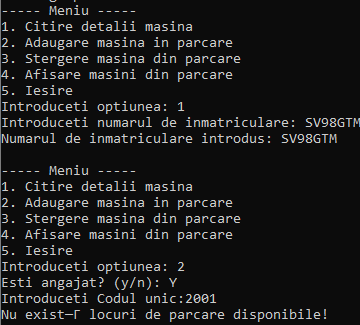 ----- Meniu -----
1. Citire detalii masina
2. Adaugare masina in parcare
3. Stergere masina din parcare
4. Afisare masini din parcare
5. Iesire
Introduceti optiunea: 1
Introduceti numarul de inmatriculare: SV98GTM
Numarul de inmatriculare introdus: SV98GTM
----- Meniu -----
1. Citire detalii masina
2. Adaugare masina in parcare
3. Stergere masina din parcare
4. Afisare masini din parcare
5. Iesire
Introduceti optiunea: 2
Esti angajat? (y/n): Y
Introduceti Codul unic:2001
Nu exist─Г locuri de parcare disponibile!